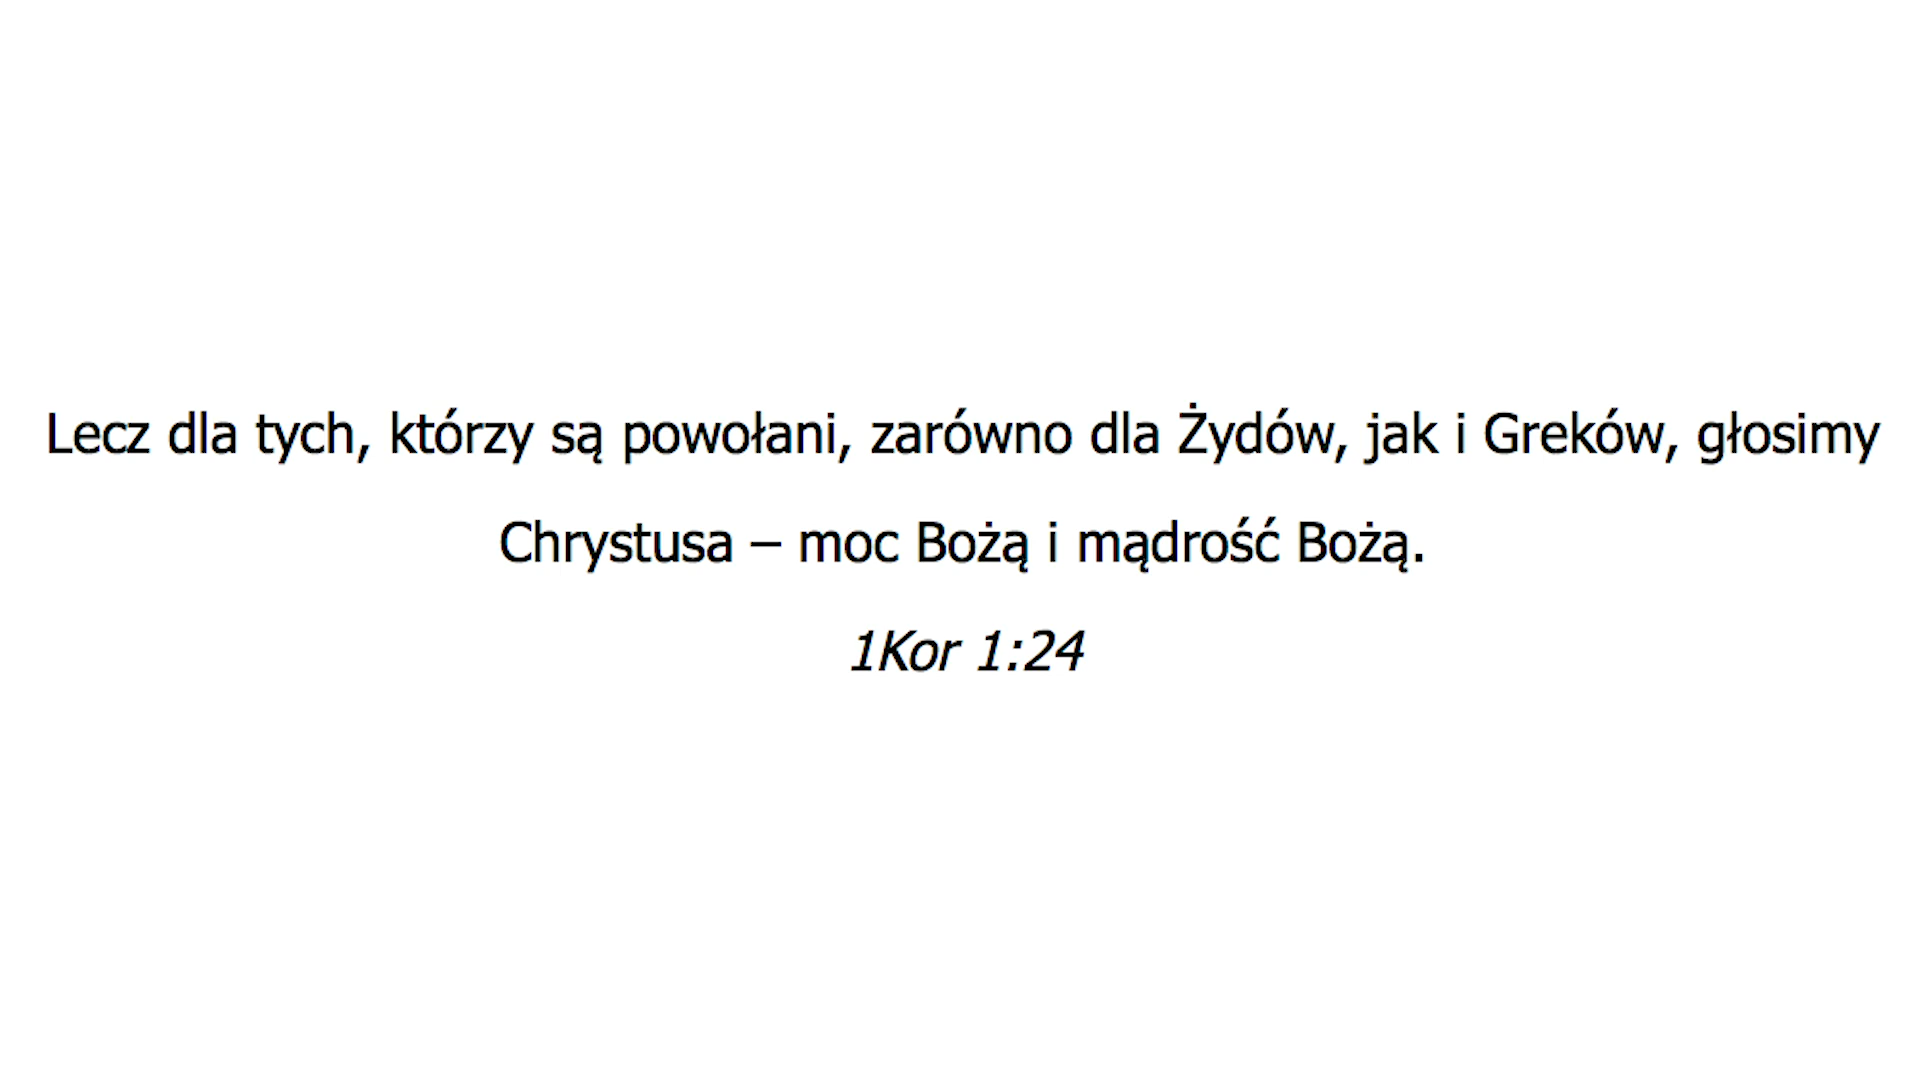 Lecz dla tych, którzy są powołani, zarówno dla Żydów, jak i Greków, głosimy
Chrystusa – moc Bożą i mądrość Bożą.
1Kor 1:24